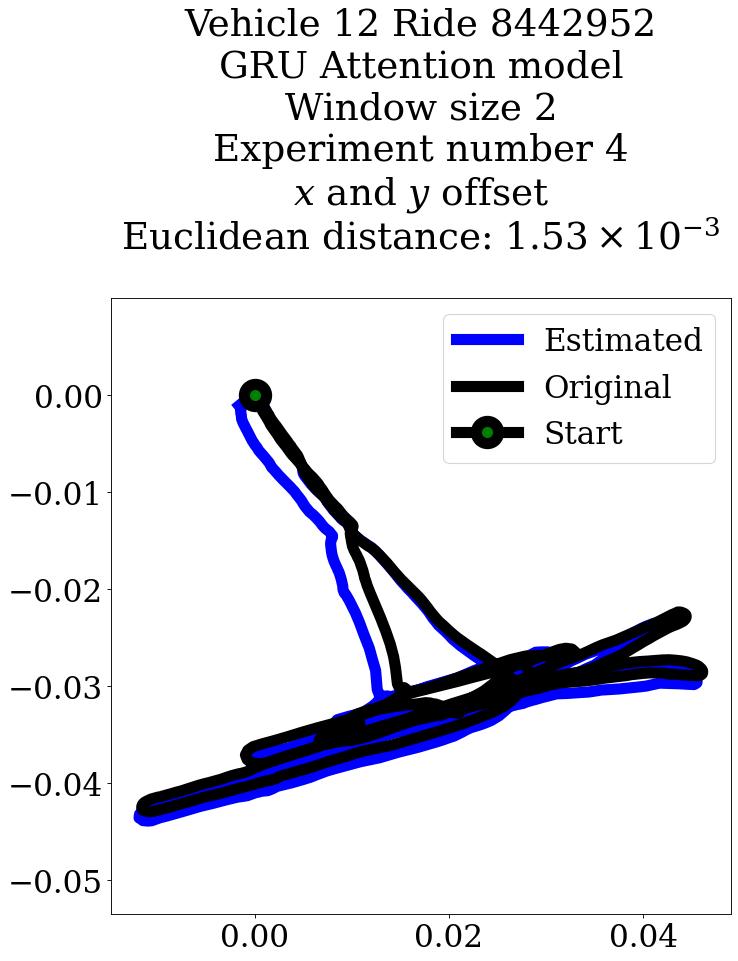 Vehicle 12 Ride 8442952
GRU Attention model
Window size 2
Experiment number 4
x and y offset
Euclidean distance: 1.53 × 10⁻³
Estimated
Original
Start
0.00
−0.01
−0.02
−0.03
−0.04
−0.05
0.00 0.02 0.04